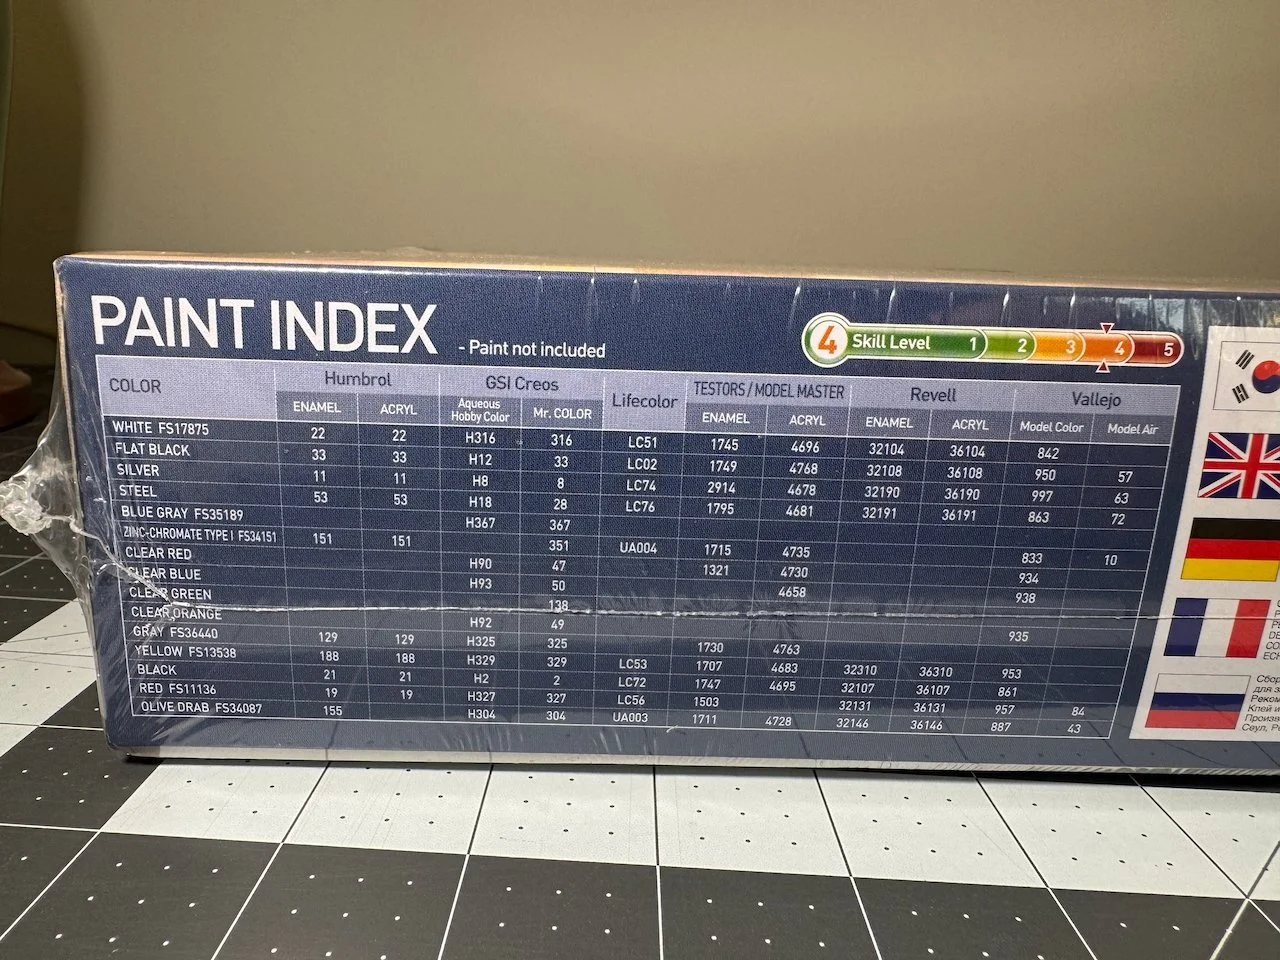 PAINT INDEX
- Paint not included
4 Skill Level 1 2 3 4 5
COLOR Humbrol GSI Creos Lifecolor TESTORS / MODEL MASTER Revell Vallejo
ENAMEL ACRYL Aqueous Hobby Color Mr. COLOR ENAMEL ACRYL ENAMEL ACRYL Model Color Model Air
WHITE FS17875 22 22 H316 316 LC51 1745 4696 32104 36104 842
FLAT BLACK 33 33 H12 33 LC02 1749 4768 32108 36108 950 57
SILVER 11 11 H8 8 LC74 2914 4678 32190 36190 997 63
STEEL 53 53 H18 28 LC76 1795 4681 32191 36191 863 72
BLUE GRAY FS35189 H367 367
ZINC-CHROMATE TYPE I FS34151 151 151 351 UA004 1715 4735 833 10
CLEAR RED H90 47 1321 4730 934
CLEAR BLUE H93 50 4658 938
CLEAR GREEN 138
CLEAR ORANGE H92 49 935
GRAY FS36440 129 129 H325 325 1730 4763
YELLOW FS13538 188 188 H329 329 LC53 1707 4683 32310 36310 953
BLACK 21 21 H2 2 LC72 1747 4695 32107 36107 861
RED FS11136 19 19 H327 327 LC56 1503 32131 36131 957 84
OLIVE DRAB FS34087 155 H304 304 UA003 1711 4728 32146 36146 887 43
Сбор
для з
Реком
Клей и
Произв
Сеул, Ре